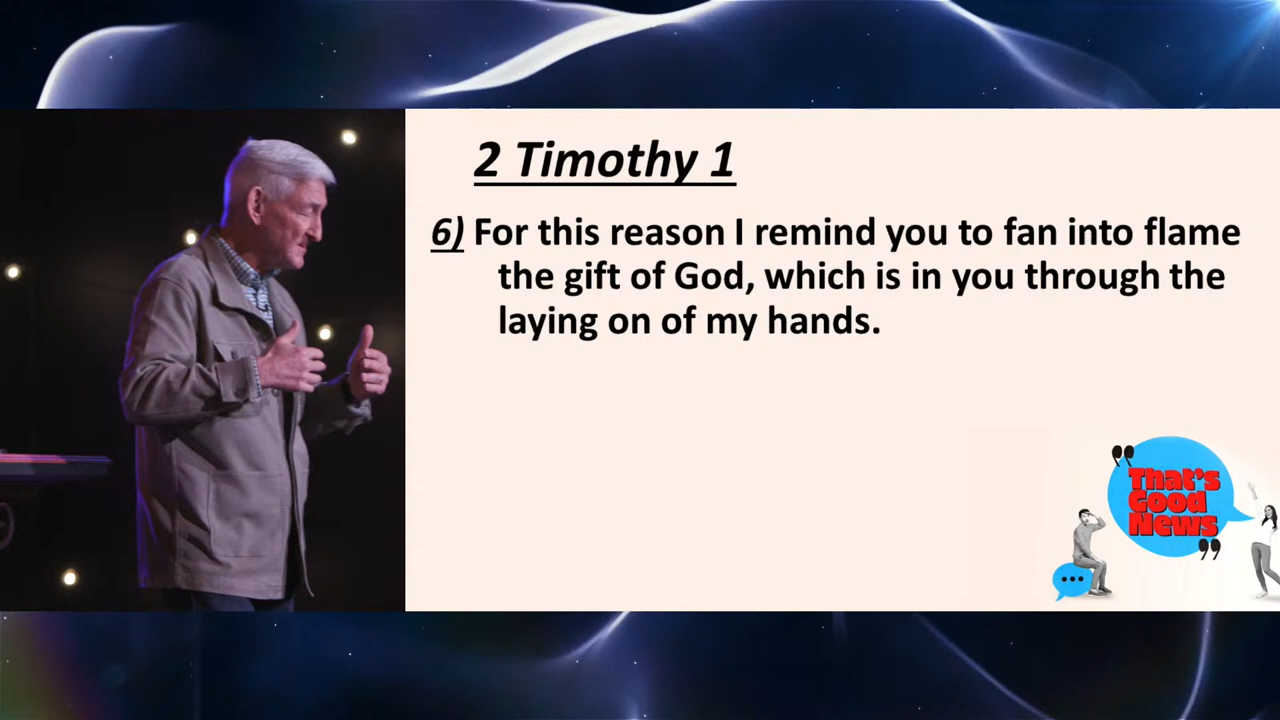 2 Timothy 1
6) For this reason I remind you to fan into flame
the gift of God, which is in you through the
laying on of my hands.
"
That's
Good
News
"
...